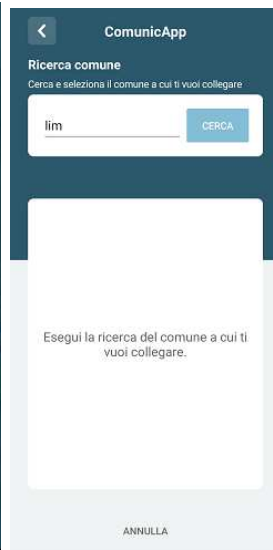 ComunicApp
Ricerca comune
Cerca e seleziona il comune a cui ti vuoi collegare
lim
CERCA
Esegui la ricerca del comune a cui ti
vuoi collegare.
ANNULLA